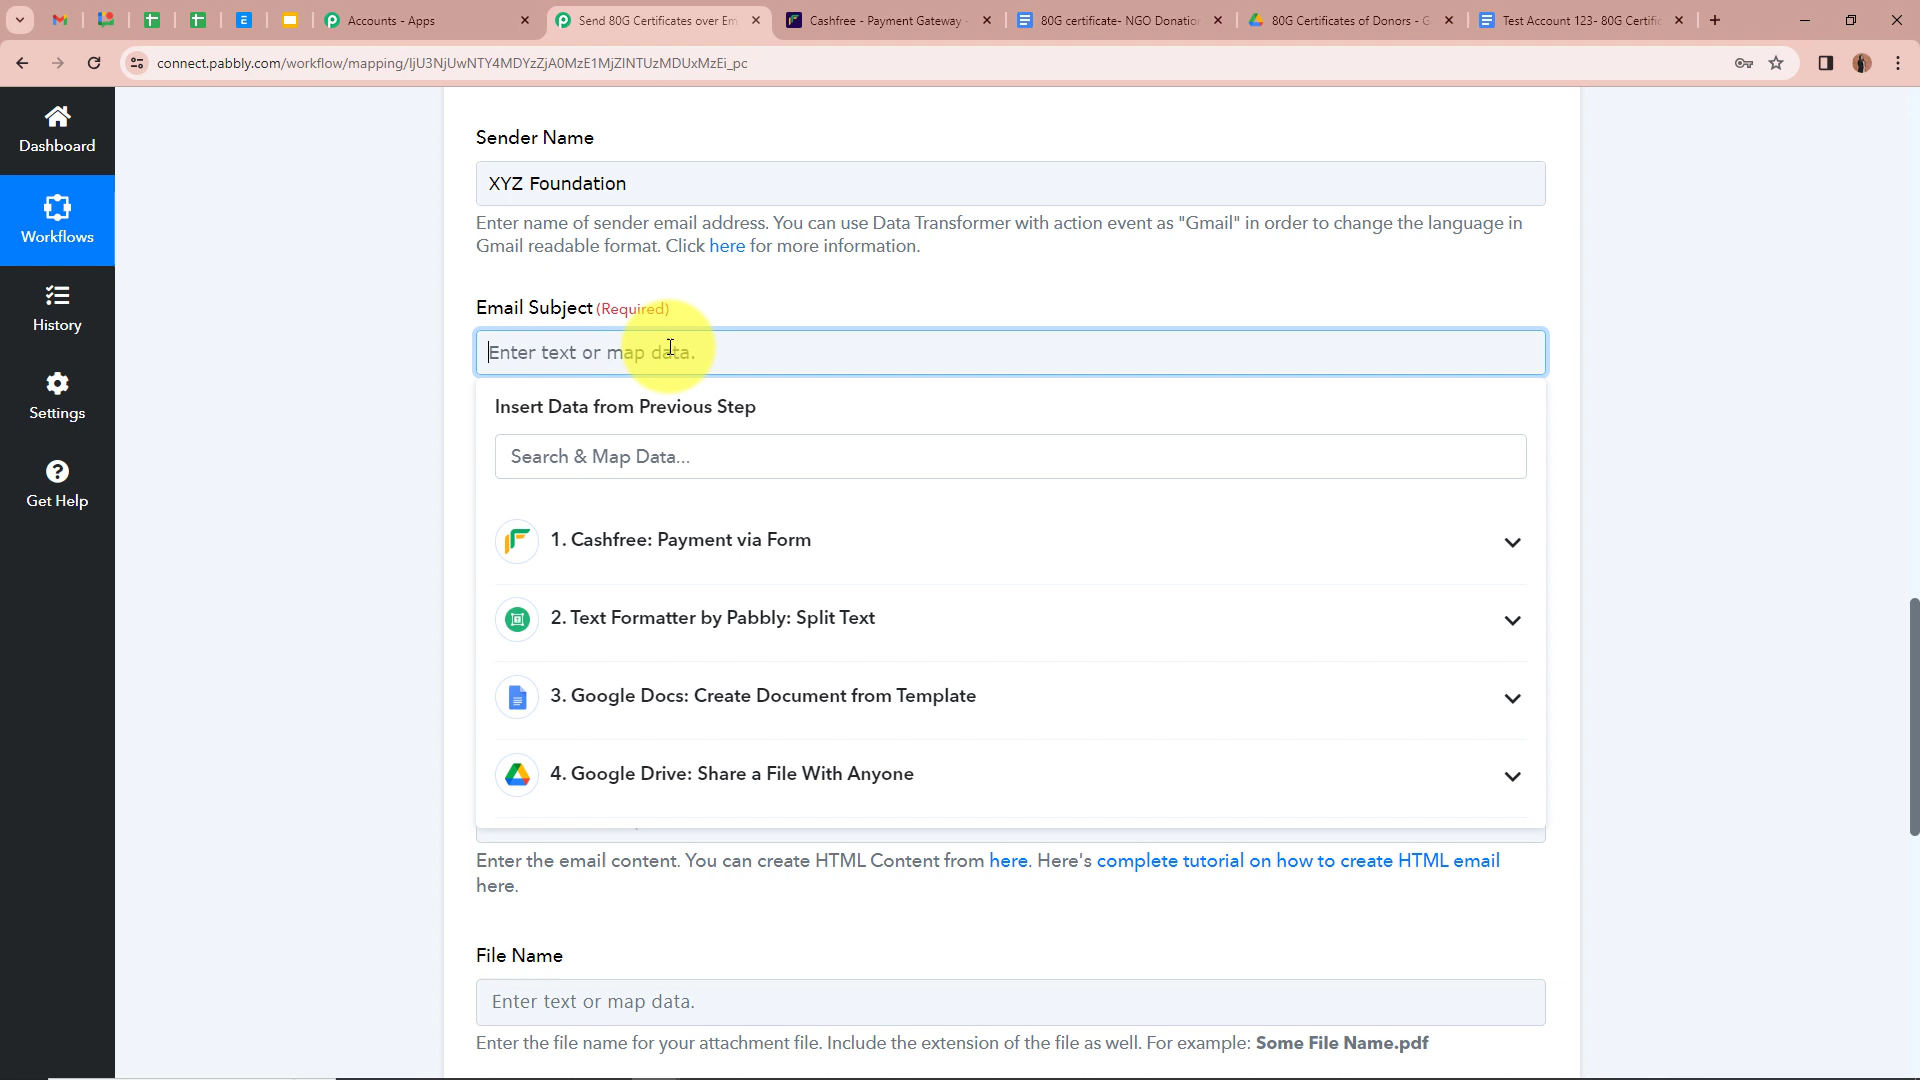 Accounts - Apps
Send 80G Certificates over Em
Cashfree - Payment Gateway -
80G certificate- NGO Donation
80G Certificates of Donors - G
Test Account 123- 80G Certific
connect.pabbly.com/workflow/mapping/IjU3NjUwNTY4MDYzZjA0MzE1MjZlNTUzMDUxMzEi_pc
Dashboard
Workflows
History
Settings
Get Help
Sender Name
XYZ Foundation
Enter name of sender email address. You can use Data Transformer with action event as "Gmail" in order to change the language in
Gmail readable format. Click here for more information.
Email Subject (Required)
Enter text or map data.
Insert Data from Previous Step
Search & Map Data...
1. Cashfree: Payment via Form
2. Text Formatter by Pabbly: Split Text
3. Google Docs: Create Document from Template
4. Google Drive: Share a File With Anyone
Enter the email content. You can create HTML Content from here. Here's complete tutorial on how to create HTML email
here.
File Name
Enter text or map data.
Enter the file name for your attachment file. Include the extension of the file as well. For example: Some File Name.pdf